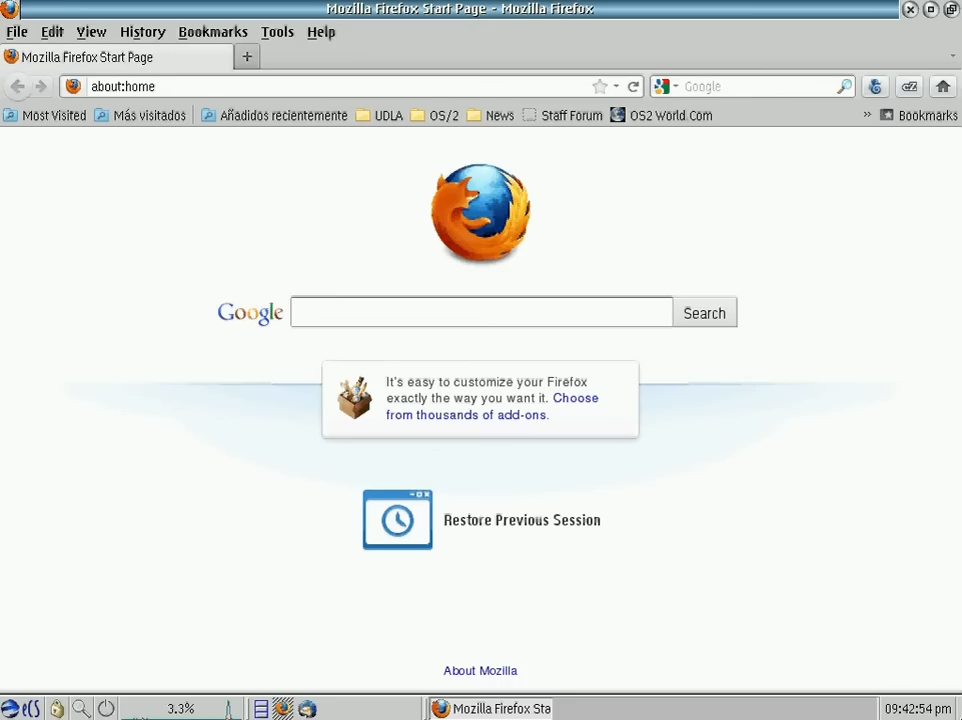 Mozilla Firefox Start Page - Mozilla Firefox
File Edit View History Bookmarks Tools Help
Mozilla Firefox Start Page +
about:home Google
Most Visited Más visitados Añadidos recientemente UDLA OS/2 News Staff Forum OS2 World.Com » Bookmarks
Google Search
It's easy to customize your Firefox
exactly the way you want it. Choose
from thousands of add-ons.
Restore Previous Session
About Mozilla
eCS 3.3% Mozilla Firefox Sta 09:42:54 pm